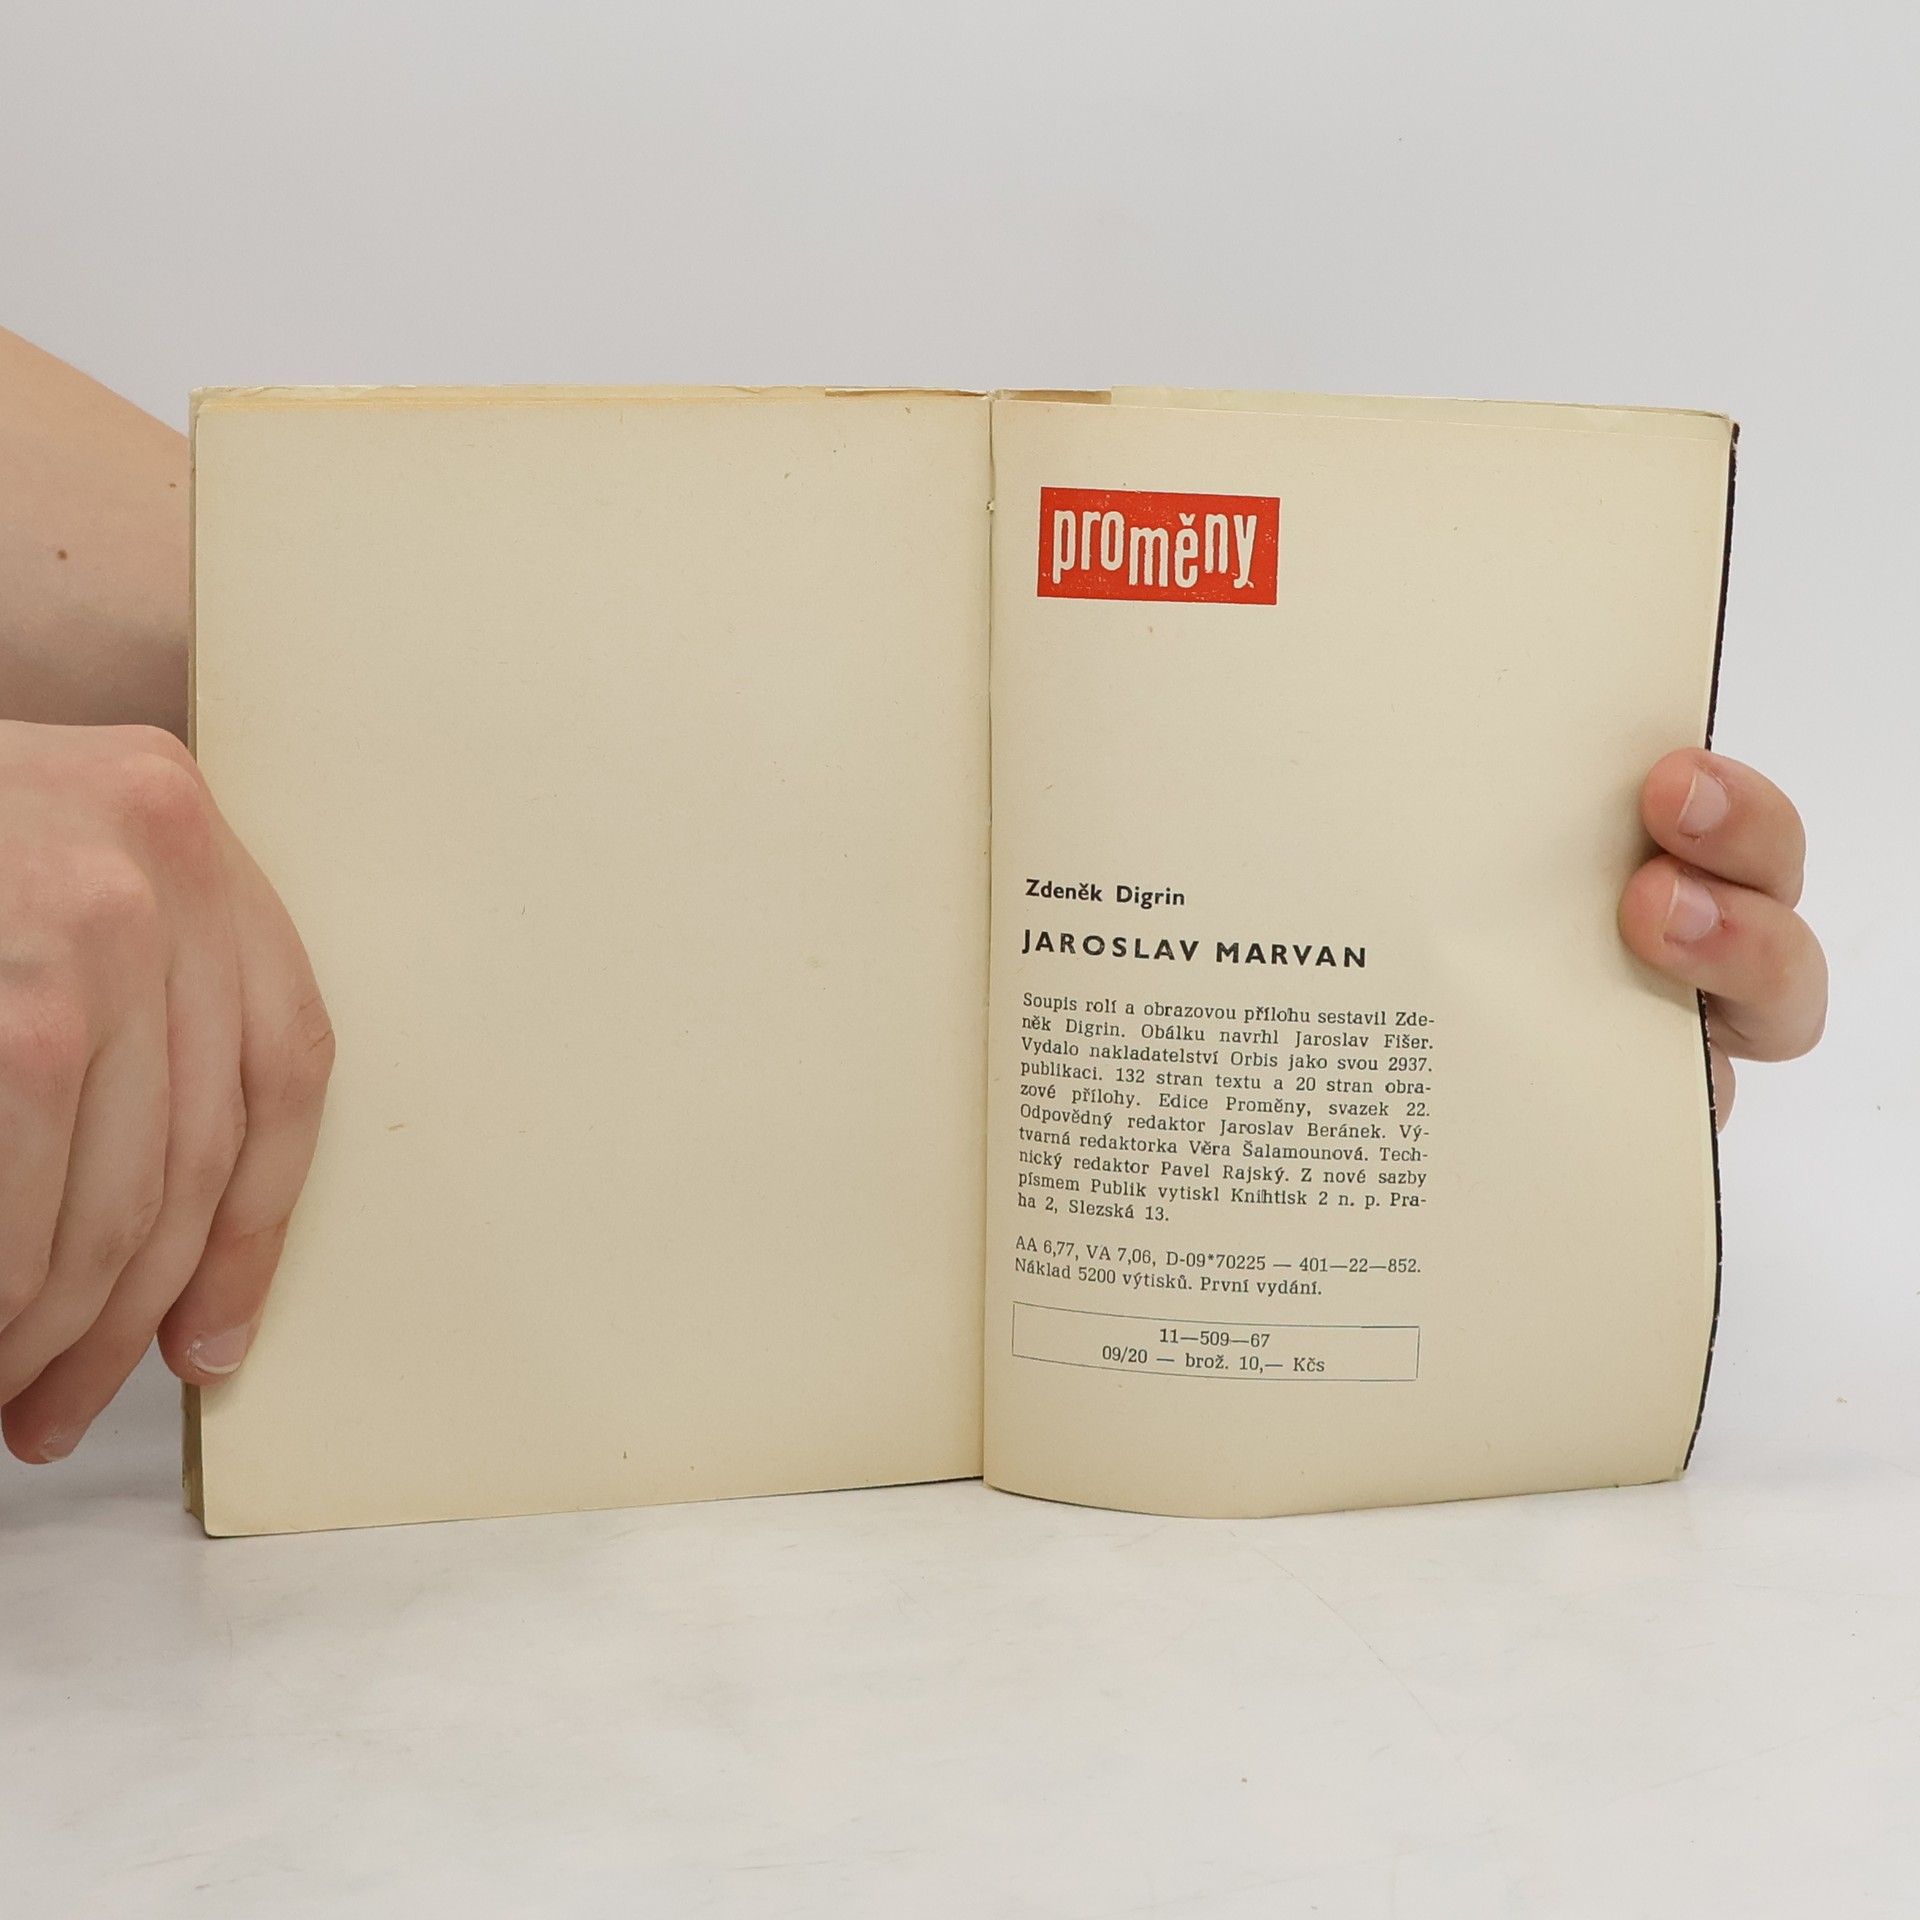 proměny
Zdeněk Digrin
JAROSLAV MARVAN
Soupis rolí a obrazovou přílohu sestavil Zde-
něk Digrin. Obálku navrhl Jaroslav Fišer.
Vydalo nakladatelství Orbis jako svou 2937.
publikaci. 132 stran textu a 20 stran obra-
zové přílohy. Edice Proměny, svazek 22.
Odpovědný redaktor Jaroslav Beránek. Vý-
tvarná redaktorka Věra Šalamounová. Tech-
nický redaktor Pavel Rajský. Z nové sazby
písmem Publik vytiskl Knihtisk 2 n. p. Pra-
ha 2, Slezská 13.
AA 6,77, VA 7,06, D-09*70225 — 401—22—852.
Náklad 5200 výtisků. První vydání.
11—509—67
09/20 — brož. 10,— Kčs